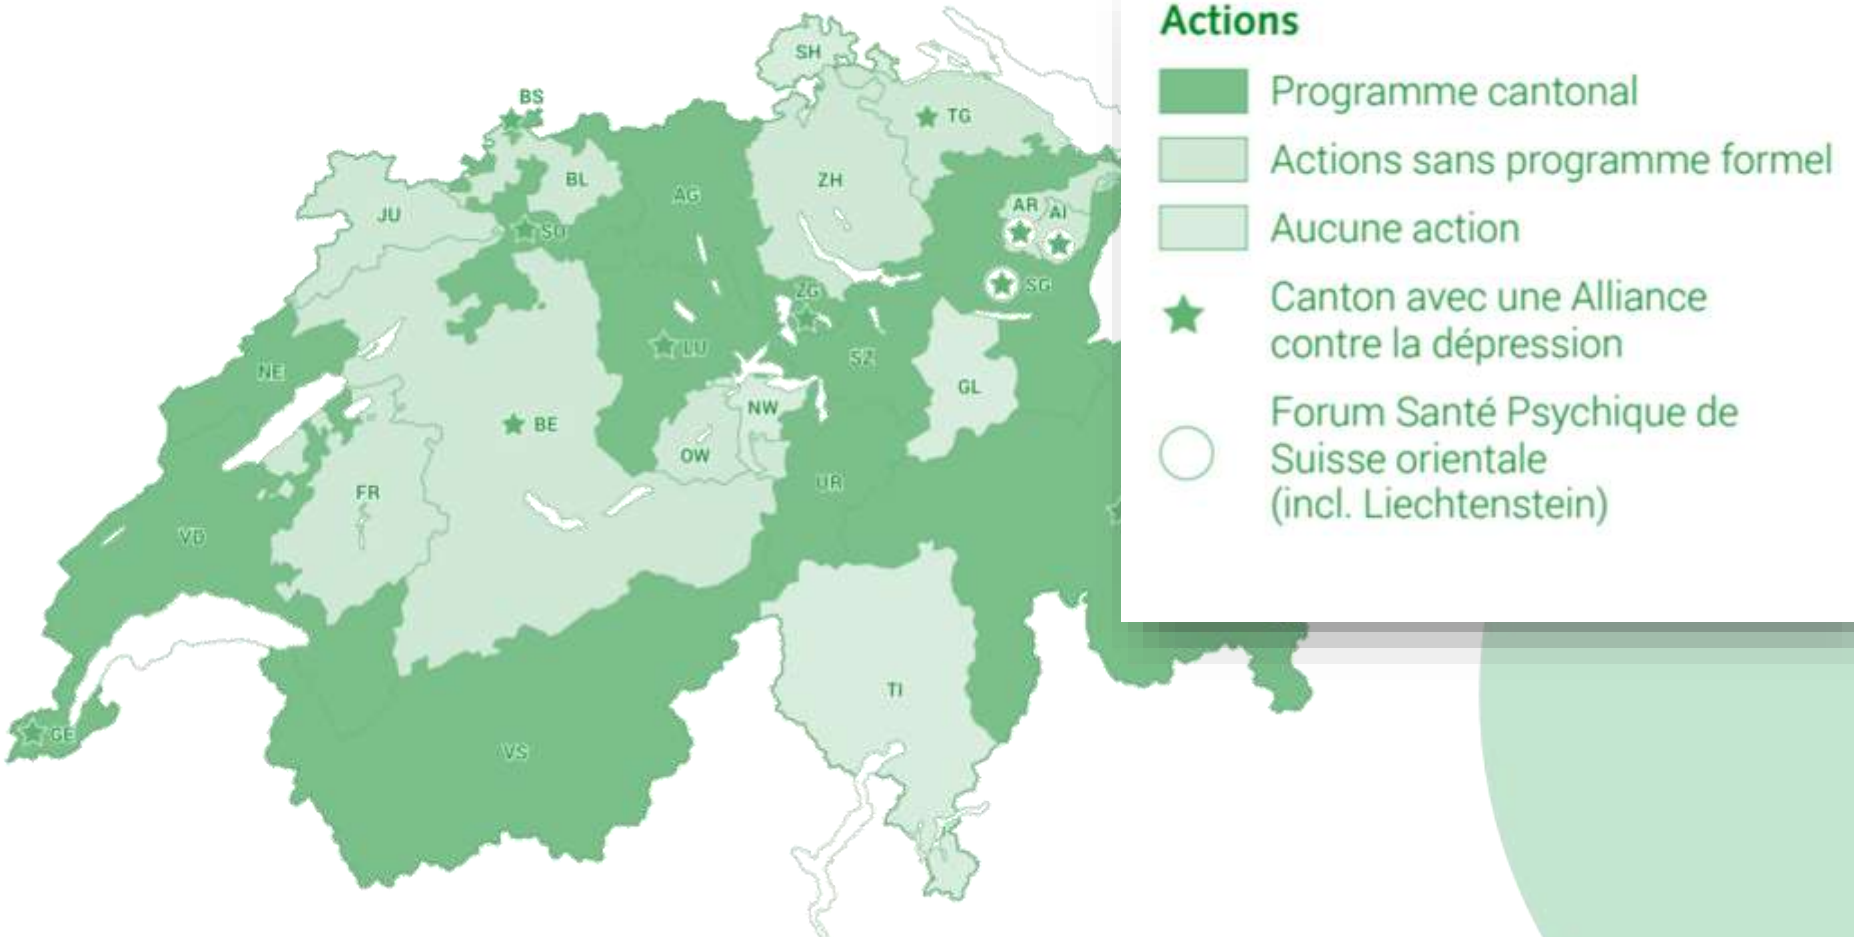 Actions
Programme cantonal
Actions sans programme formel
Aucune action
Canton avec une Alliance
contre la dépression
Forum Santé Psychique de
Suisse orientale
(incl. Liechtenstein)
SH
BS
TG
BL
AG
ZH
JU
SO
AR
AI
SG
ZG
LU
SZ
NE
GL
NW
BE
OW
UR
FR
VD
TI
GE
VS